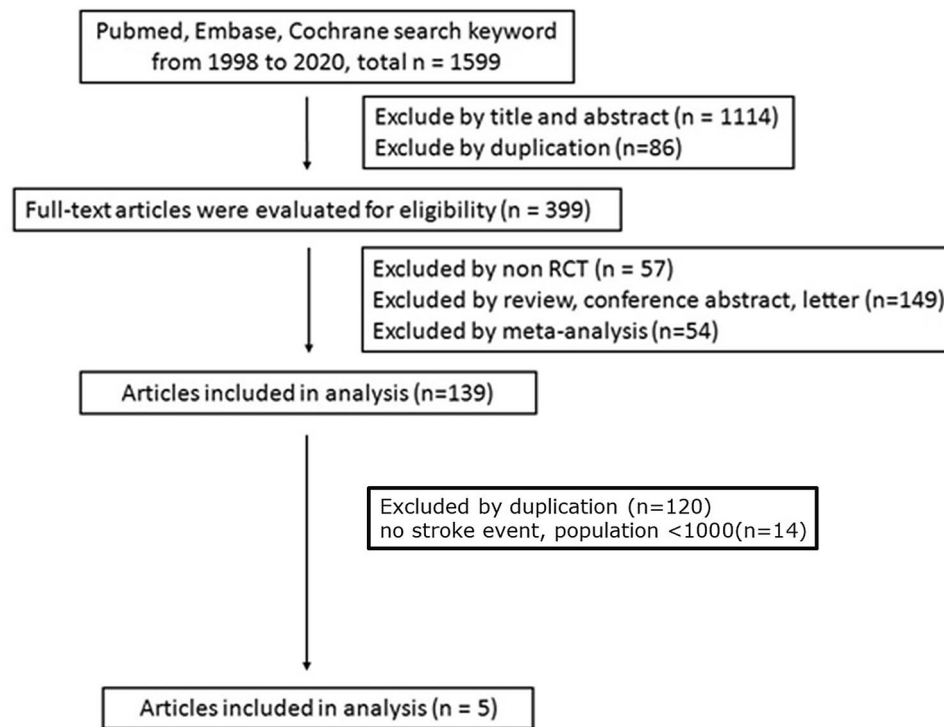 Pubmed, Embase, Cochrane search keyword
from 1998 to 2020, total n = 1599
Exclude by title and abstract (n = 1114)
Exclude by duplication (n=86)
Full-text articles were evaluated for eligibility (n = 399)
Excluded by non RCT (n = 57)
Excluded by review, conference abstract, letter (n=149)
Excluded by meta-analysis (n=54)
Articles included in analysis (n=139)
Excluded by duplication (n=120)
no stroke event, population <1000(n=14)
Articles included in analysis (n = 5)